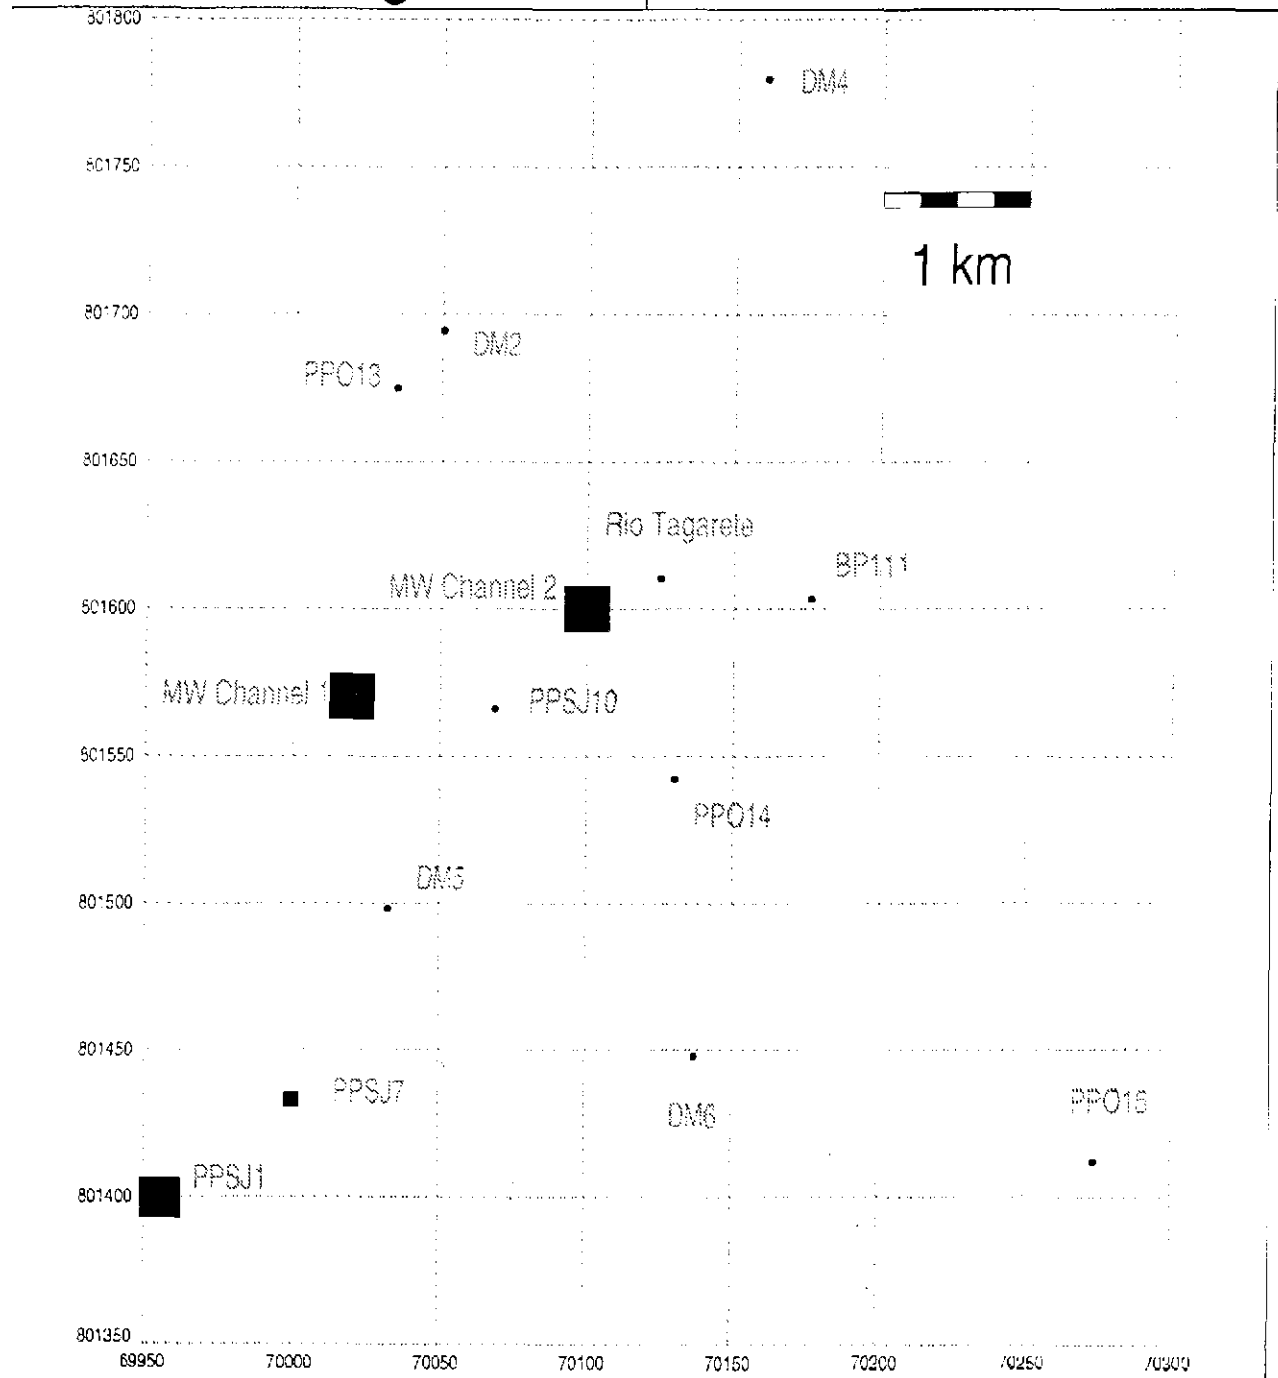 801800
DM4
801750
1 km
801700
DM2
PPO13
801650
Rio Tagarete
BP111
MW Channel 2
801600
MW Channel 1
PPSJ10
801550
PPO14
DM5
801500
801450
PPSJ7
DM6
PPO15
PPSJ1
801400
801350
69950 70000 70050 70100 70150 70200 70250 70300